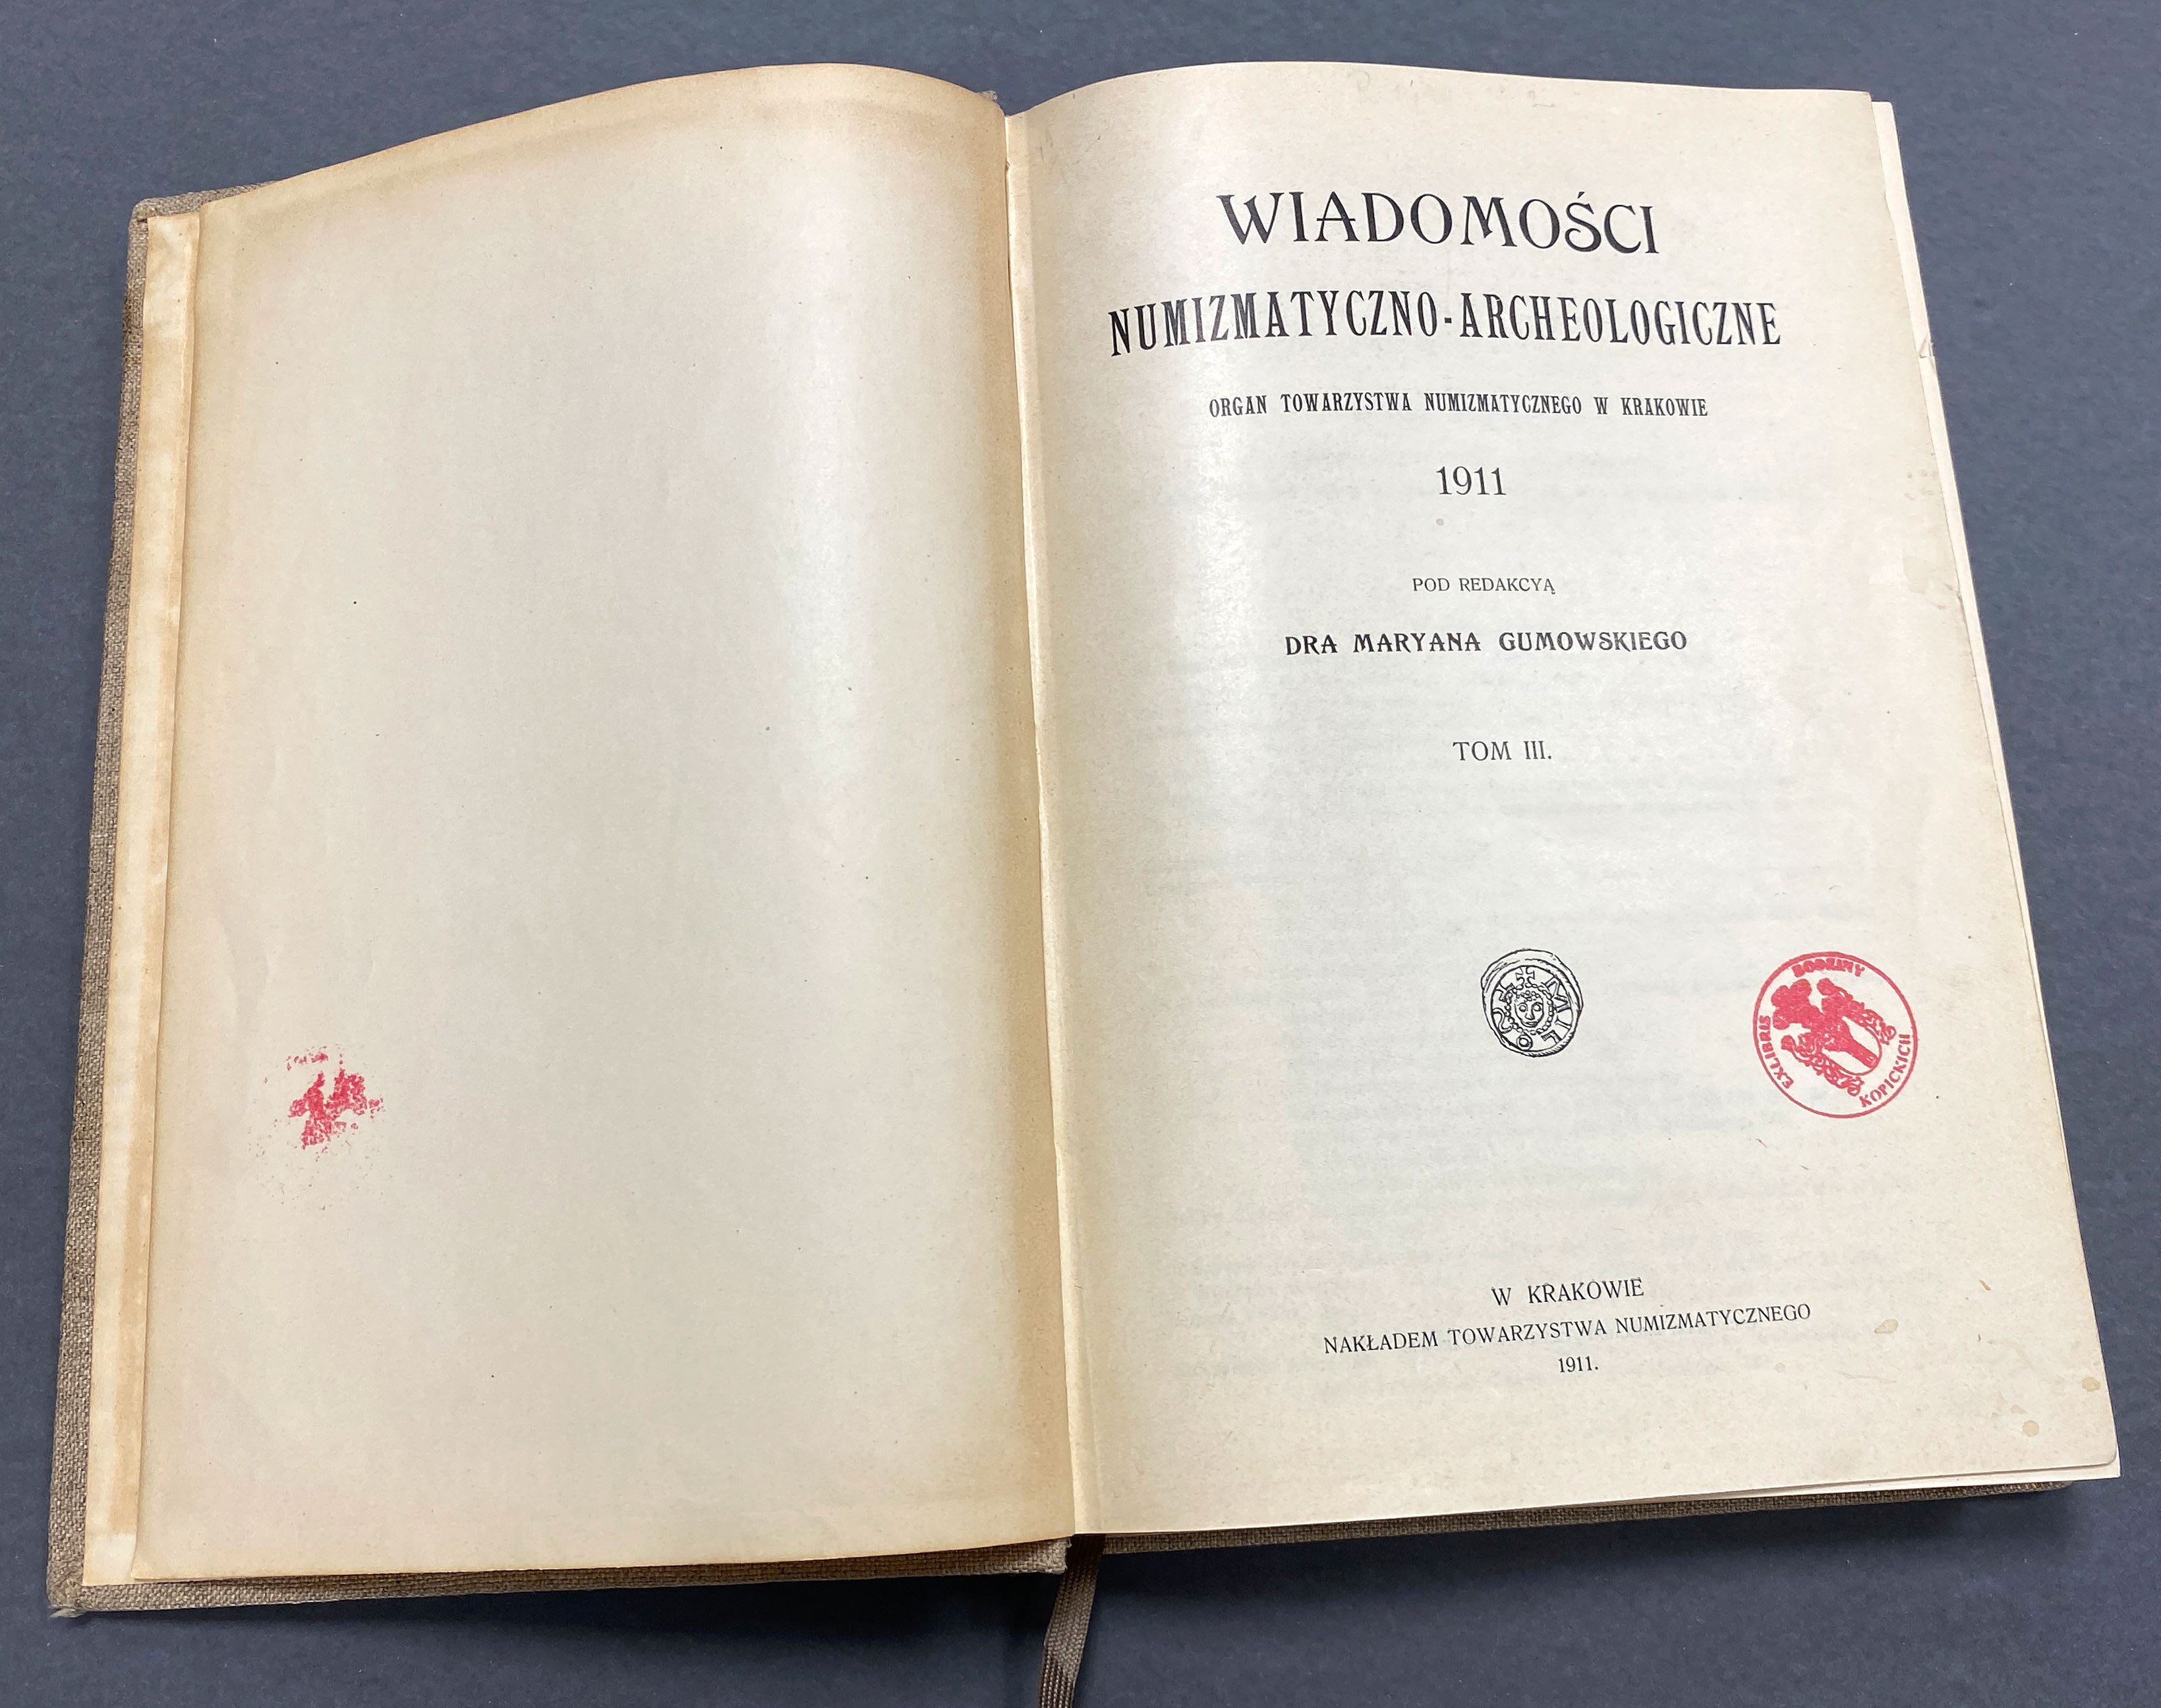 WIADOMOŚCI
NUMIZMATYCZNO-ARCHEOLOGICZNE
ORGAN TOWARZYSTWA NUMIZMATYCZNEGO W KRAKOWIE
1911
POD REDAKCYĄ
DRA MARYANA GUMOWSKIEGO
TOM III.
EXLIBRIS RODZINY KOPICKICH
W KRAKOWIE
NAKŁADEM TOWARZYSTWA NUMIZMATYCZNEGO
1911.